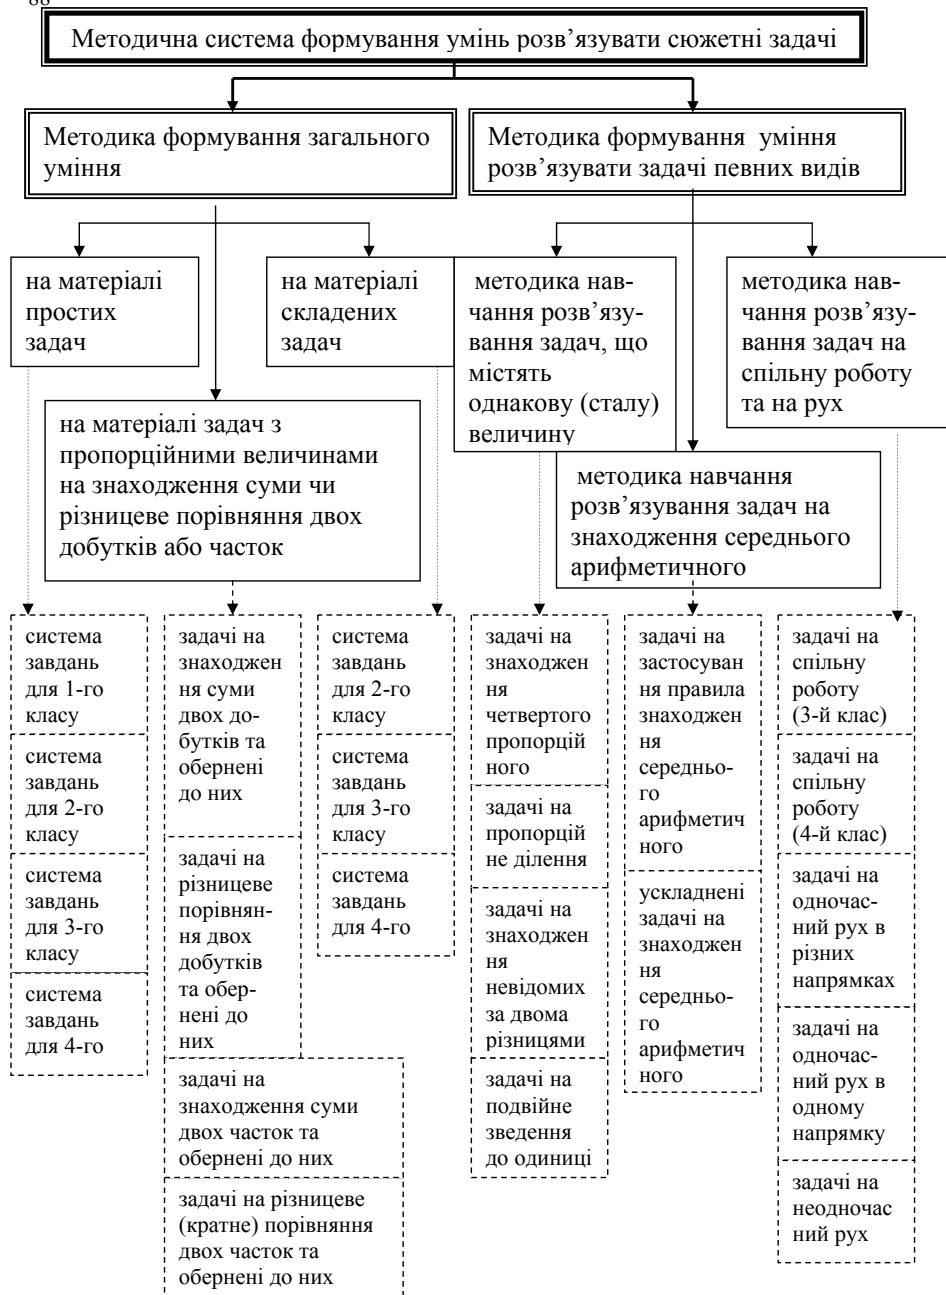 88
Методична система формування умінь розв’язувати сюжетні задачі
Методика формування загального
уміння
Методика формування уміння
розв’язувати задачі певних видів
на матеріалі
простих
задач
на матеріалі
складених
задач
методика нав-
чання розв’язу-
вання задач, що
містять
однакову (сталу)
величину
методика нав-
чання розв’язу-
вання задач на
спільну роботу
та на рух
на матеріалі задач з
пропорційними величинами
на знаходження суми чи
різницеве порівняння двох
добутків або часток
методика навчання
розв’язування задач на
знаходження середнього
арифметичного
система
завдань
для 1-го
класу
система
завдань
для 2-го
класу
система
завдань
для 3-го
класу
система
завдань
для 4-го
задачі на
знаходжен
ня суми
двох до-
бутків та
обернені
до них
задачі на
різницеве
порівнян-
ня двох
добутків
та обер-
нені до
них
задачі на
знаходження суми
двох часток та
обернені до них
задачі на різницеве
(кратне) порівняння
двох часток та
обернені до них
система
завдань
для 2-го
класу
система
завдань
для 3-го
класу
система
завдань
для 4-го
задачі на
знаходжен
ня
четвертого
пропорцій
ного
задачі на
пропорцій
не ділення
задачі на
знаходжен
ня
невідомих
за двома
різницями
задачі на
подвійне
зведення
до одиниці
задачі на
застосуван
ня правила
знаходжен
ня
середньо-
го
арифметич
ного
ускладнені
задачі на
знаходжен
ня
середньо-
го
арифметич
ного
задачі на
спільну
роботу
(3-й клас)
задачі на
спільну
роботу
(4-й клас)
задачі на
одночас-
ний рух в
різних
напрямках
задачі на
одночас-
ний рух в
одному
напрямку
задачі на
неодночас
ний рух